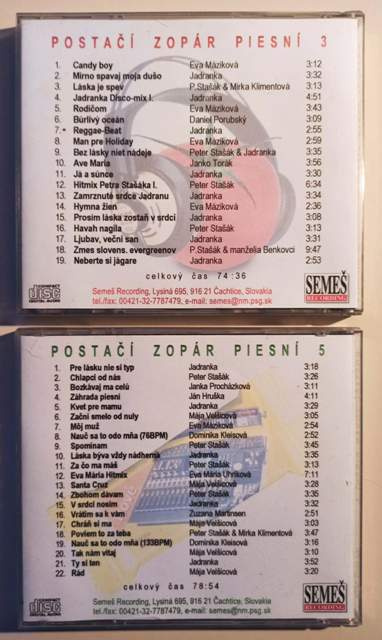 POSTAČÍ ZOPÁR PIESNÍ 3
1. Candy boy Eva Máziková 3:12
2. Mirno spavaj moja dušo Jadranka 3:32
3. Láska je spev P.Stašák & Mirka Klimentová 3:13
4. Jadranka Disco-mix I. Jadranka 4:51
5. Rodičom Eva Máziková 3:43
6. Búrlivý oceán Daniel Porubský 3:09
7.* Reggae-Beat Jadranka 2:55
8. Man pre Holiday Eva Máziková 2:59
9. Bez lásky niet nádeje Peter Stašák & Jadranka 3:35
10. Ave Maria Janko Torák 3:56
11. Já a súnce Jadranka 3:30
12. Hitmix Petra Stašáka I. Peter Stašák 6:34
13. Zamrznuté srdce Jadranu Jadranka 4:34
14. Hymna žien Eva Máziková 2:36
15. Prosím láska zostaň v srdci Jadranka 3:08
16. Havah nagila Peter Stašák 3:13
17. Ljubav, večni san Jadranka 3:31
18. Zmes slovens. evergreenov P.Stašák & manželia Benkovci 9:47
19. Neberte si jágare Jadranka 2:53
celkový čas 74:36
disc
DIGITAL AUDIO
Semeš Recording, Lysiná 695, 916 21 Čachtice, Slovakia
tel./fax: 00421-32-7787479, e-mail: semes@nm.psg.sk
SEMEŠ
RECORDING
POSTAČÍ ZOPÁR PIESNÍ 5
1. Pre lásku nie si typ Jadranka 3:18
2. Chlapci od nás Peter Stašák 3:26
3. Bozkávaj ma celú Janka Procházková 3:11
4. Záhrada piesní Ján Hruška 4:11
5. Kvet pre mamu Jadranka 3:29
6. Začni smelo od nuly Mája Velšicová 3:05
7. Môj muž Eva Máziková 2:54
8. Nauč sa to odo mňa (76BPM) Dominika Kleisová 2:52
9. Spomínam Peter Stašák 3:45
10. Láska býva vždy nádherná Jadranka 3:35
11. Za čo ma máš Peter Stašák 3:13
12. Eva Mária Hitmix Eva Mária Uhríková 7:11
13. Santa Cruz Mája Velšicová 3:28
14. Zbohom dávam Peter Stašák 3:35
15. V srdci nosím Jadranka 3:32
16. Vrátim sa k vám Zuzana Martinsen 2:51
17. Chráň si ma Mája Velšicová 3:03
18. Poviem to za teba Peter Stašák & Mirka Klimentová 3:47
19. Nauč sa to odo mňa (133BPM) Dominika Kleisová 3:16
20. Tak nám vitaj Mája Velšicová 3:10
21. Ty si ten Jadranka 3:52
22. Rád Mája Velšicová 3:20
celkový čas 78:54
disc
DIGITAL AUDIO
Semeš Recording, Lysiná 695, 916 21 Čachtice, Slovakia
tel./fax: 00421-32-7787479, e-mail: semes@nm.psg.sk
SEMEŠ
RECORDING